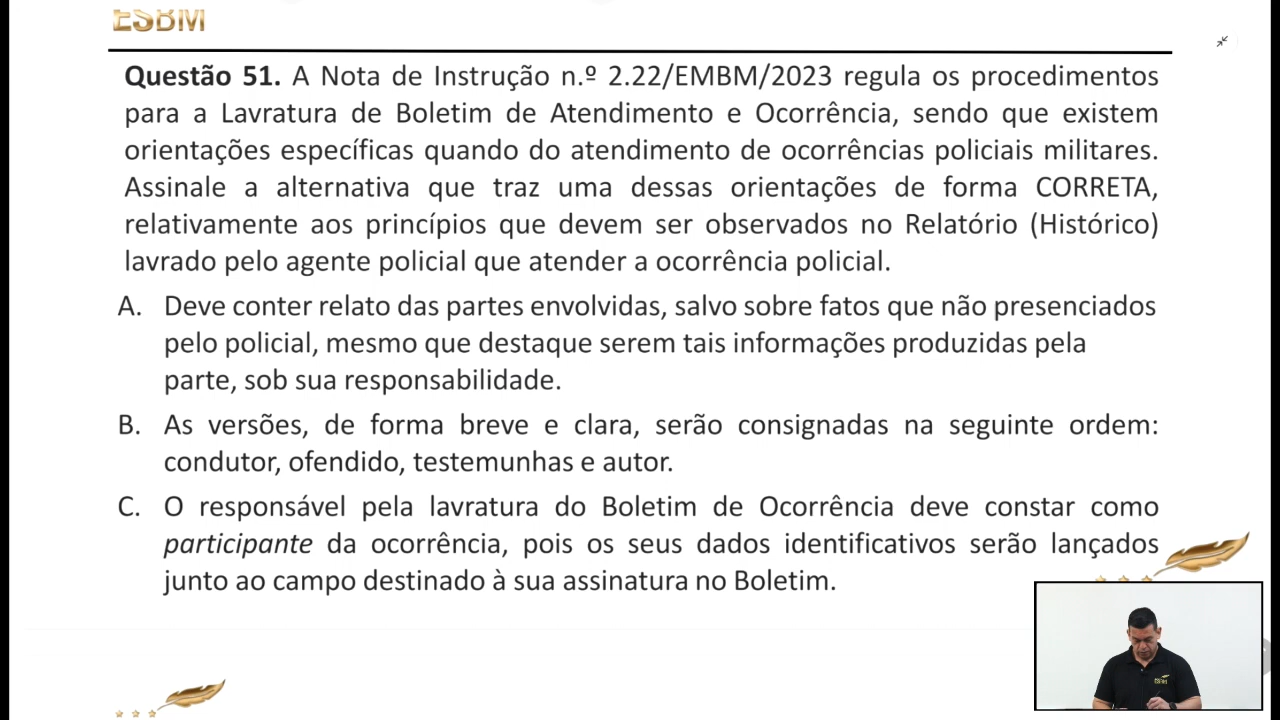 ESBM
Questão 51. A Nota de Instrução n.º 2.22/EMBM/2023 regula os procedimentos
para a Lavratura de Boletim de Atendimento e Ocorrência, sendo que existem
orientações específicas quando do atendimento de ocorrências policiais militares.
Assinale a alternativa que traz uma dessas orientações de forma CORRETA,
relativamente aos princípios que devem ser observados no Relatório (Histórico)
lavrado pelo agente policial que atender a ocorrência policial.
A. Deve conter relato das partes envolvidas, salvo sobre fatos que não presenciados
pelo policial, mesmo que destaque serem tais informações produzidas pela
parte, sob sua responsabilidade.
B. As versões, de forma breve e clara, serão consignadas na seguinte ordem:
condutor, ofendido, testemunhas e autor.
C. O responsável pela lavratura do Boletim de Ocorrência deve constar como
participante da ocorrência, pois os seus dados identificativos serão lançados
junto ao campo destinado à sua assinatura no Boletim.
ESBM